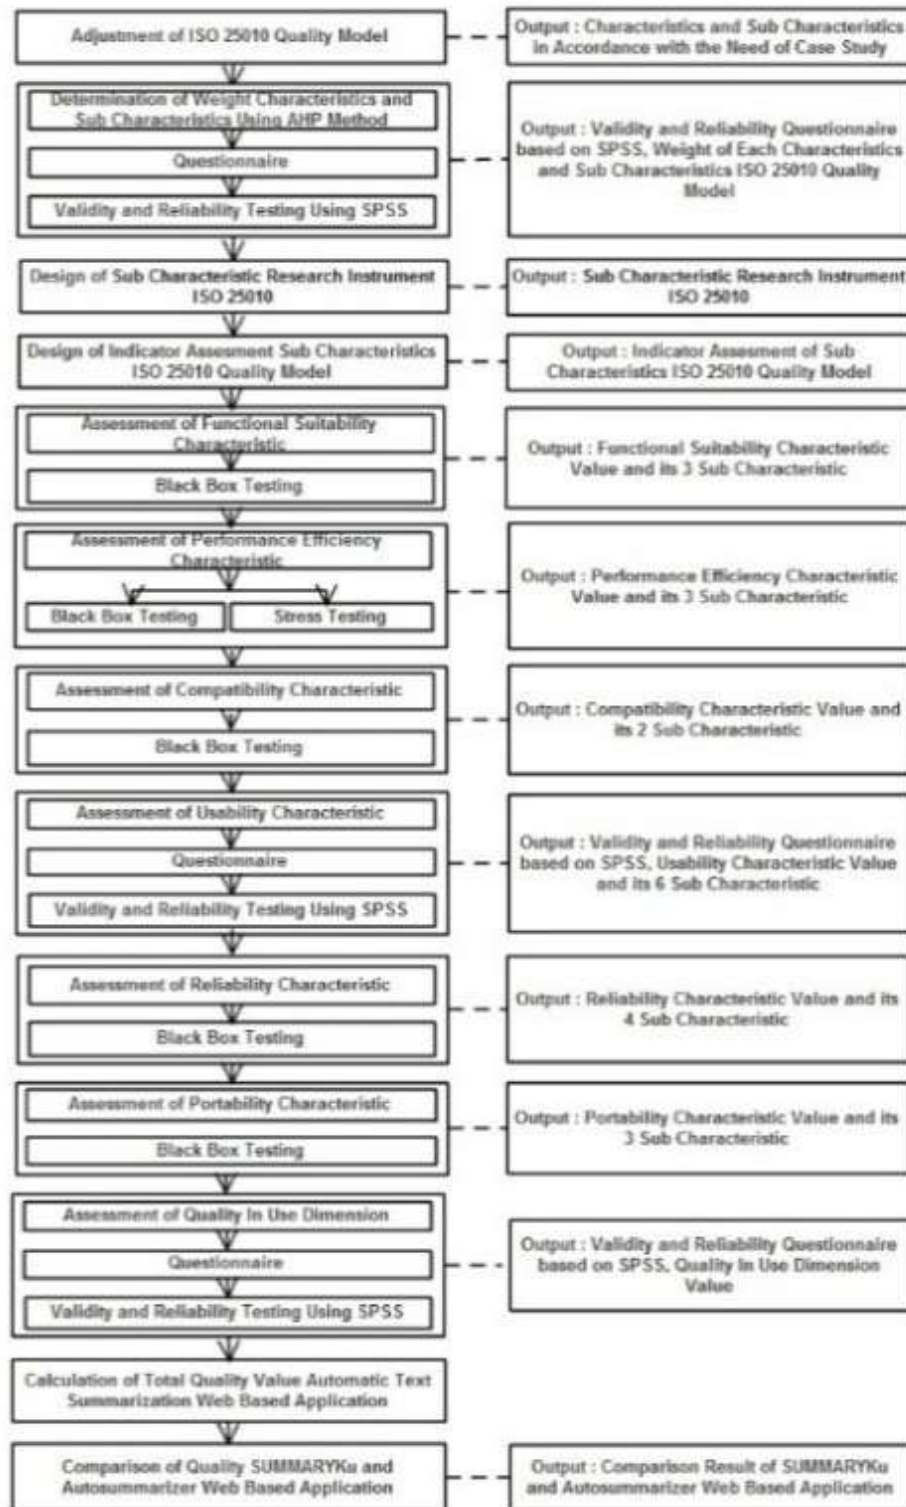 Adjustment of ISO 25010 Quality Model
Output : Characteristics and Sub Characteristics
in Accordance with the Need of Case Study
Determination of Weight Characteristics and
Sub Characteristics Using AHP Method
Questionnaire
Validity and Reliability Testing Using SPSS
Output : Validity and Reliability Questionnaire
based on SPSS, Weight of Each Characteristics
and Sub Characteristics ISO 25010 Quality
Model
Design of Sub Characteristic Research Instrument
ISO 25010
Output : Sub Characteristic Research Instrument
ISO 25010
Design of Indicator Assesment Sub Characteristics
ISO 25010 Quality Model
Output : Indicator Assesment of Sub
Characteristics ISO 25010 Quality Model
Assessment of Functional Suitability
Characteristic
Black Box Testing
Output : Functional Suitability Characteristic
Value and its 3 Sub Characteristic
Assessment of Performance Efficiency
Characteristic
Black Box Testing
Stress Testing
Output : Performance Efficiency Characteristic
Value and its 3 Sub Characteristic
Assessment of Compatibility Characteristic
Black Box Testing
Output : Compatibility Characteristic Value and
its 2 Sub Characteristic
Assessment of Usability Characteristic
Questionnaire
Validity and Reliability Testing Using SPSS
Output : Validity and Reliability Questionnaire
based on SPSS, Usability Characteristic Value
and its 6 Sub Characteristic
Assessment of Reliability Characteristic
Black Box Testing
Output : Reliability Characteristic Value and its
4 Sub Characteristic
Assessment of Portability Characteristic
Black Box Testing
Output : Portability Characteristic Value and its
3 Sub Characteristic
Assessment of Quality In Use Dimension
Questionnaire
Validity and Reliability Testing Using SPSS
Output : Validity and Reliability Questionnaire
based on SPSS, Quality In Use Dimension
Value
Calculation of Total Quality Value Automatic Text
Summarization Web Based Application
Comparison of Quality SUMMARYKu and
Autosummarizer Web Based Application
Output : Comparison Result of SUMMARYKu
and Autosummarizer Web Based Application